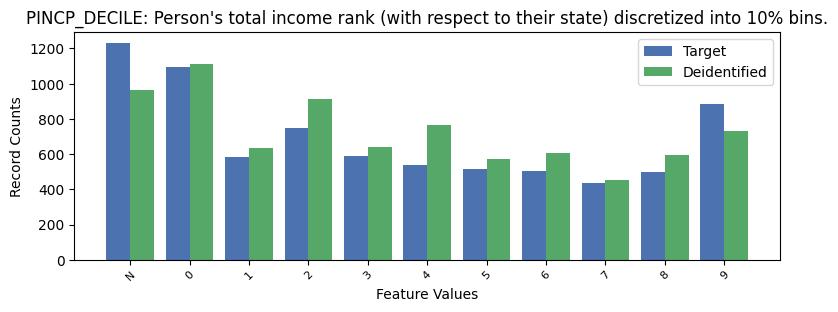 PINCP_DECILE: Person's total income rank (with respect to their state) discretized into 10% bins.
Target
Deidentified
1200
1000
800
600
400
200
0
Record Counts
N 0 1 2 3 4 5 6 7 8 9
Feature Values